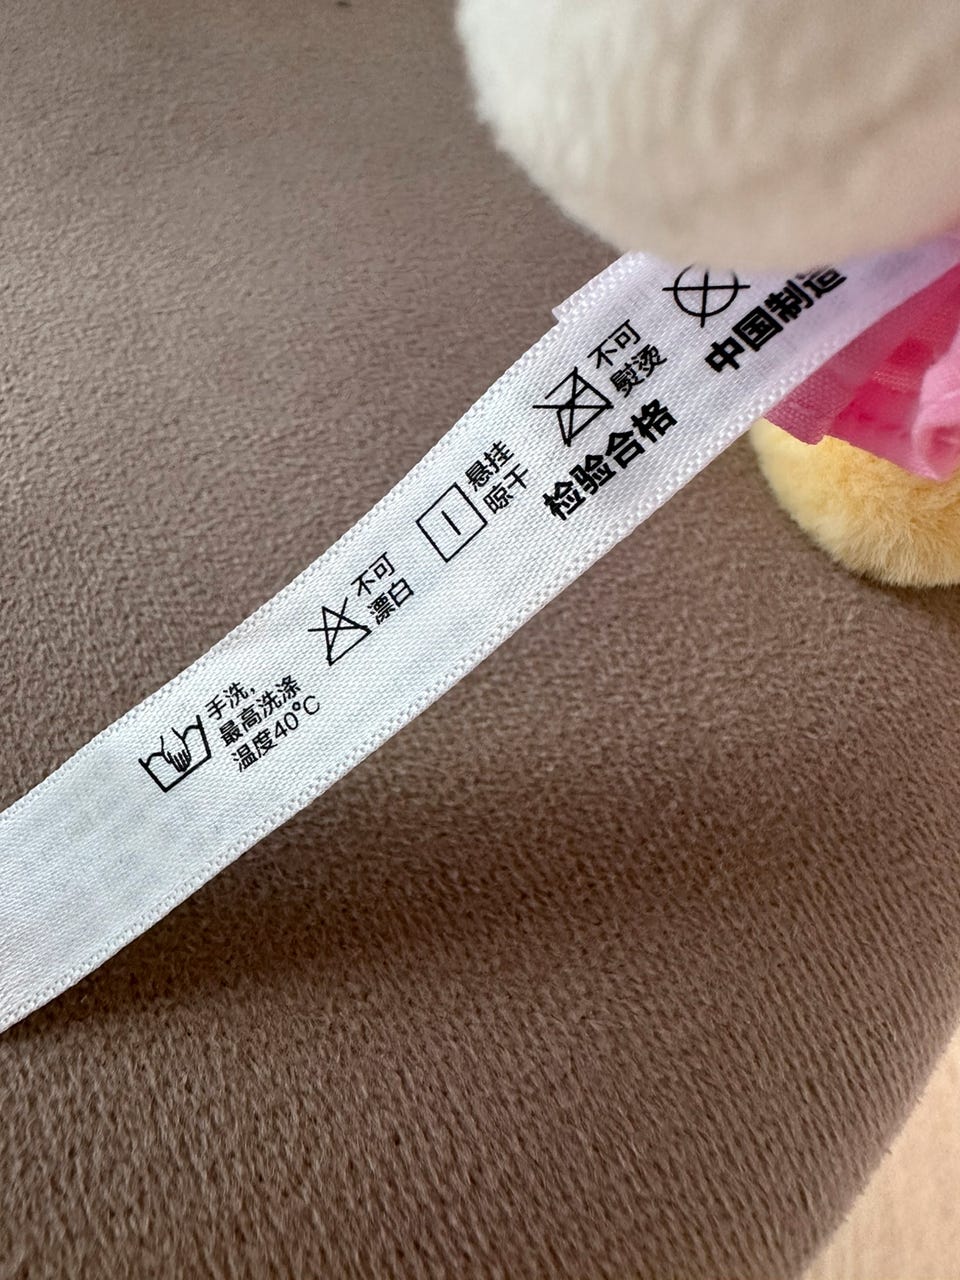 手洗，
最高洗涤
温度40°C
不可
漂白
悬挂
晾干
不可
熨烫
检验合格
中国制造